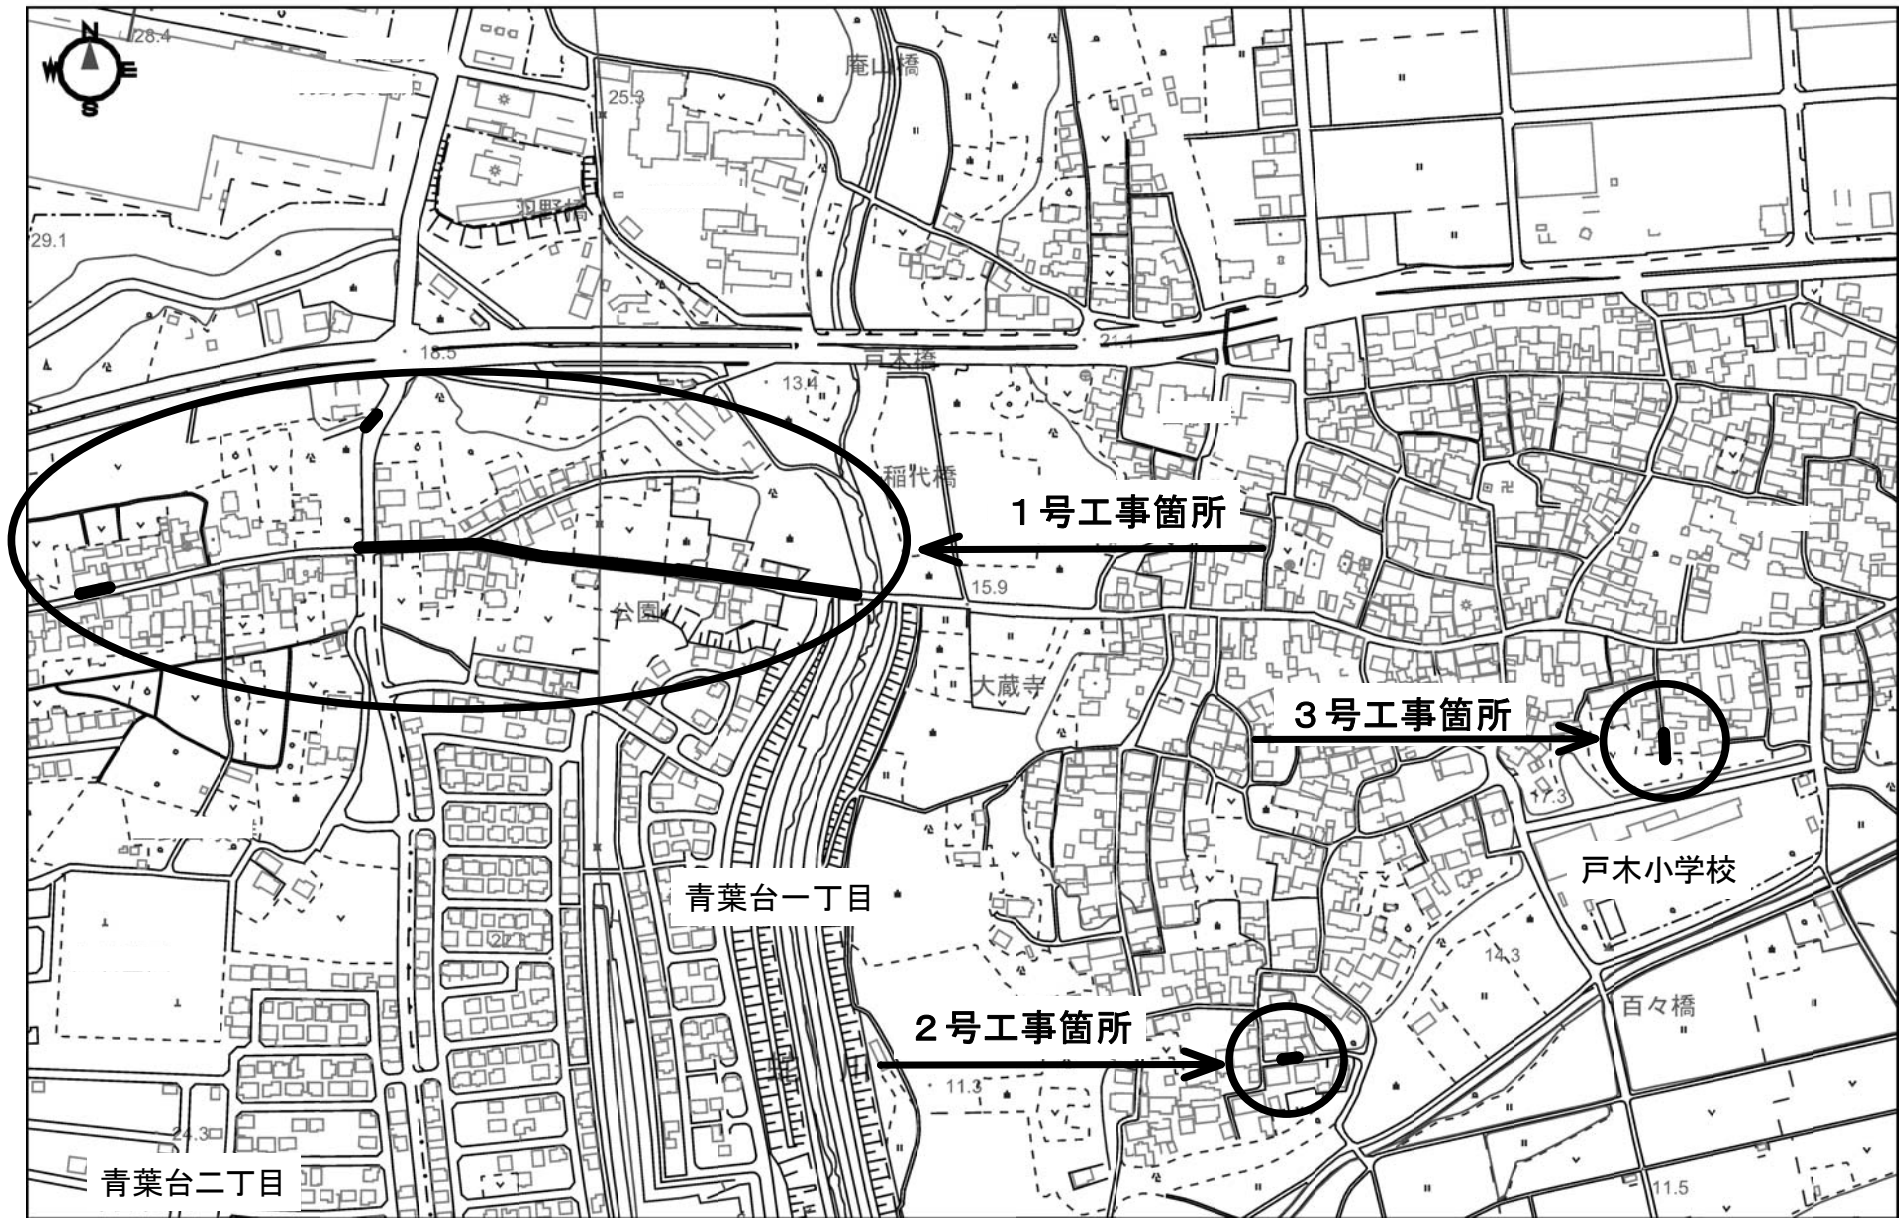 N
W E
S
28.4
25.3
庵山橋
羽野橋
29.1
18.5
戸木橋
21.1
13.4
稲代橋
1号工事箇所
15.9
公園
大蔵寺
3号工事箇所
17.3
戸木小学校
青葉台一丁目
14.3
百々橋
2号工事箇所
11.3
24.3
青葉台二丁目
11.5